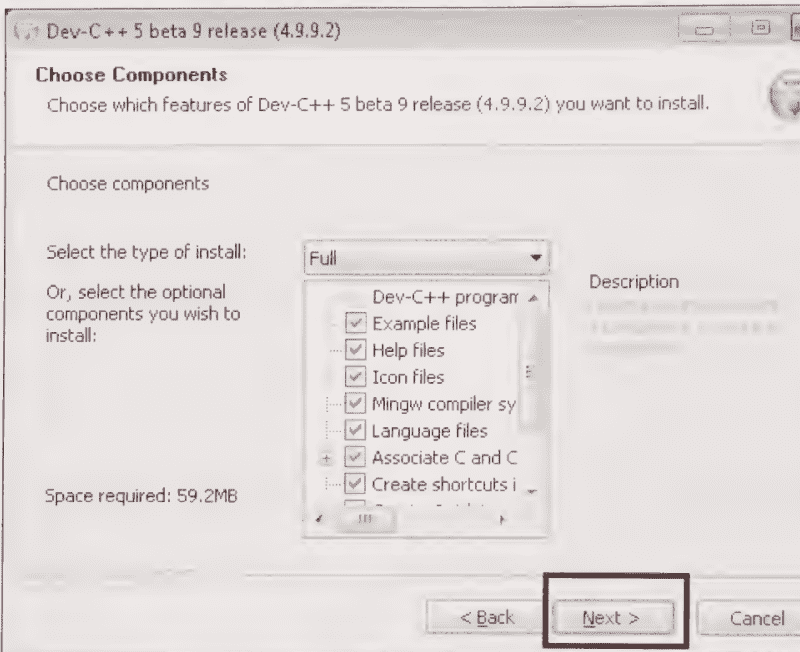 Dev-C++ 5 beta 9 release (4.9.9.2)
Choose Components
Choose which features of Dev-C++ 5 beta 9 release (4.9.9.2) you want to install.
Choose components
Select the type of install:
Full
Or, select the optional
components you wish to
install:
Dev-C++ program
Example files
Help files
Icon files
Mingw compiler sy
Language files
Associate C and C
Create shortcuts i
Description
Space required: 59.2MB
< Back
Next >
Cancel